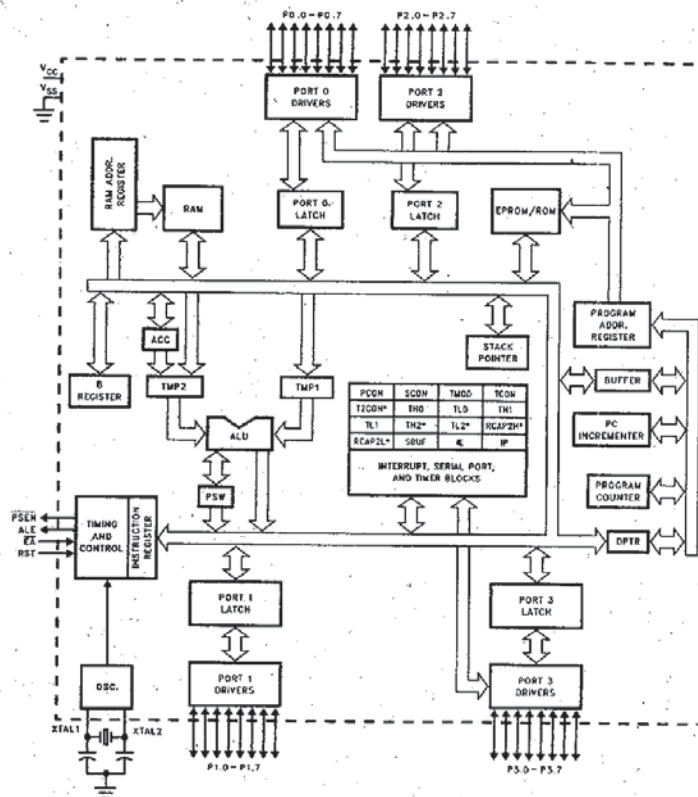 P0.0–P0.7
P2.0–P2.7
VCC
VSS
PORT 0
DRIVERS
PORT 2
DRIVERS
RAM ADDR.
REGISTER
RAM
PORT 0
LATCH
PORT 2
LATCH
EPROM/ROM
PROGRAM
ADDR.
REGISTER
ACC
STACK
POINTER
B
REGISTER
TMP2
TMP1
BUFFER
PCON SCON TMOD TCON
T2CON* TH0 TL0 TH1
TL1 TH2* TL2* RCAP2H*
RCAP2L* SBUF IE IP
INTERRUPT, SERIAL PORT,
AND TIMER BLOCKS
ALU
PC
INCREMENTER
PSW
PROGRAM
COUNTER
PSEN
ALE
EA
RST
TIMING
AND
CONTROL
INSTRUCTION
REGISTER
DPTR
PORT 1
LATCH
PORT 3
LATCH
OSC.
PORT 1
DRIVERS
PORT 3
DRIVERS
XTAL1
XTAL2
P1.0–P1.7
P3.0–P3.7